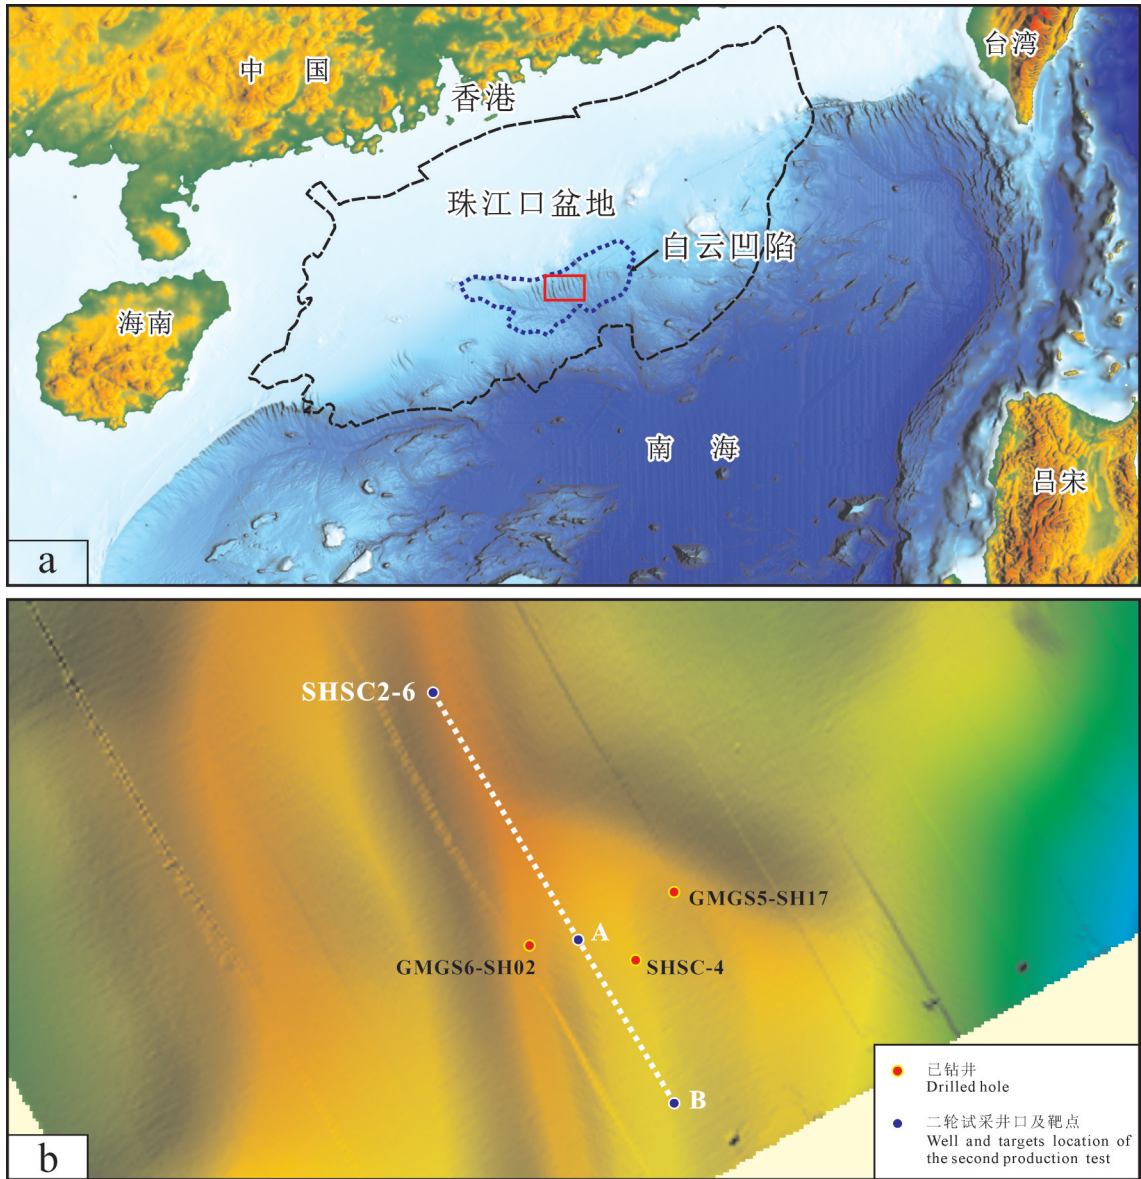 中 国
香港
台湾
珠江口盆地
白云凹陷
海南
南 海
吕宋
a
SHSC2-6
GMGS5-SH17
A
GMGS6-SH02
SHSC-4
B
已钻井
Drilled hole
二轮试采井口及靶点
Well and targets location of
the second production test
b